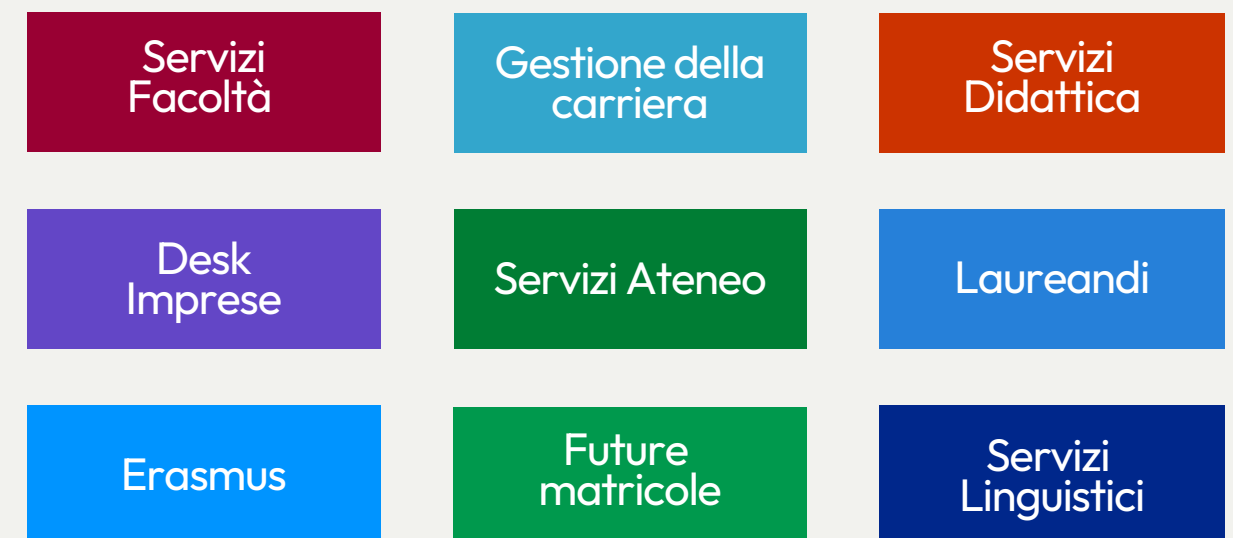 Servizi
Facoltà
Gestione della
carriera
Servizi
Didattica
Desk
Imprese
Servizi Ateneo
Laureandi
Erasmus
Future
matricole
Servizi
Linguistici